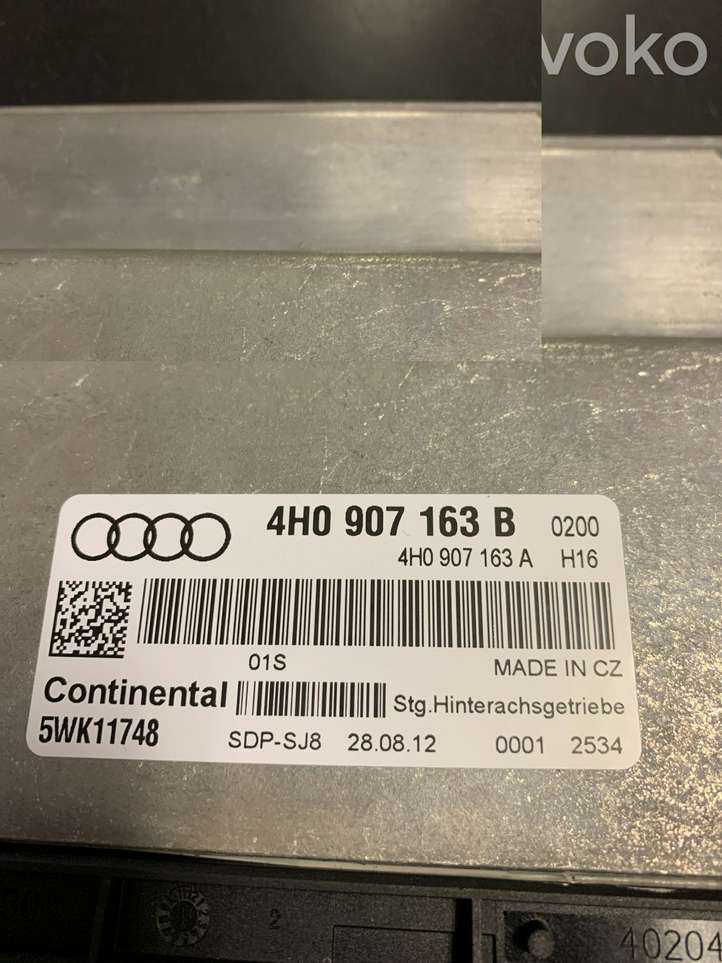 voko
4H0 907 163 B 0200
4H0 907 163 A H16
01S MADE IN CZ
Continental Stg.Hinterachsgetriebe
5WK11748 SDP-SJ8 28.08.12 0001 2534
2
40204